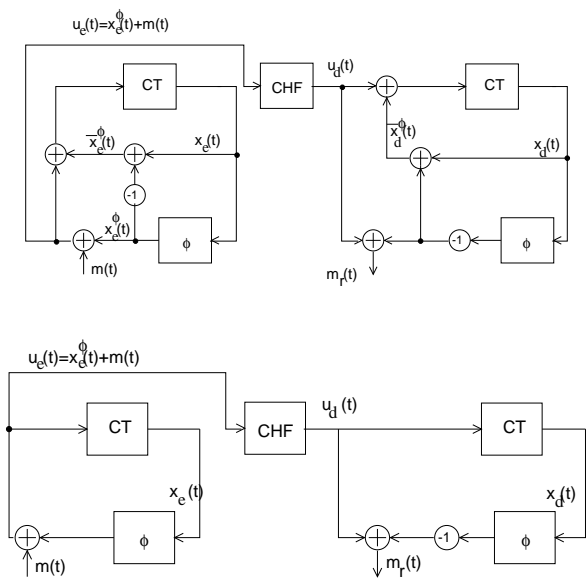 u_e(t)=x_e^ϕ(t)+m(t)
CT
CHF
u_d(t)
CT
x̄_e^ϕ(t)
x_e(t)
x̄_d^ϕ(t)
x_d(t)
-1
x_e^ϕ(t)
ϕ
-1
ϕ
m(t)
m_r(t)
u_e(t)=x_e^ϕ(t)+m(t)
CT
CHF
u_d(t)
CT
x_e(t)
x_d(t)
ϕ
-1
ϕ
m(t)
m_r(t)